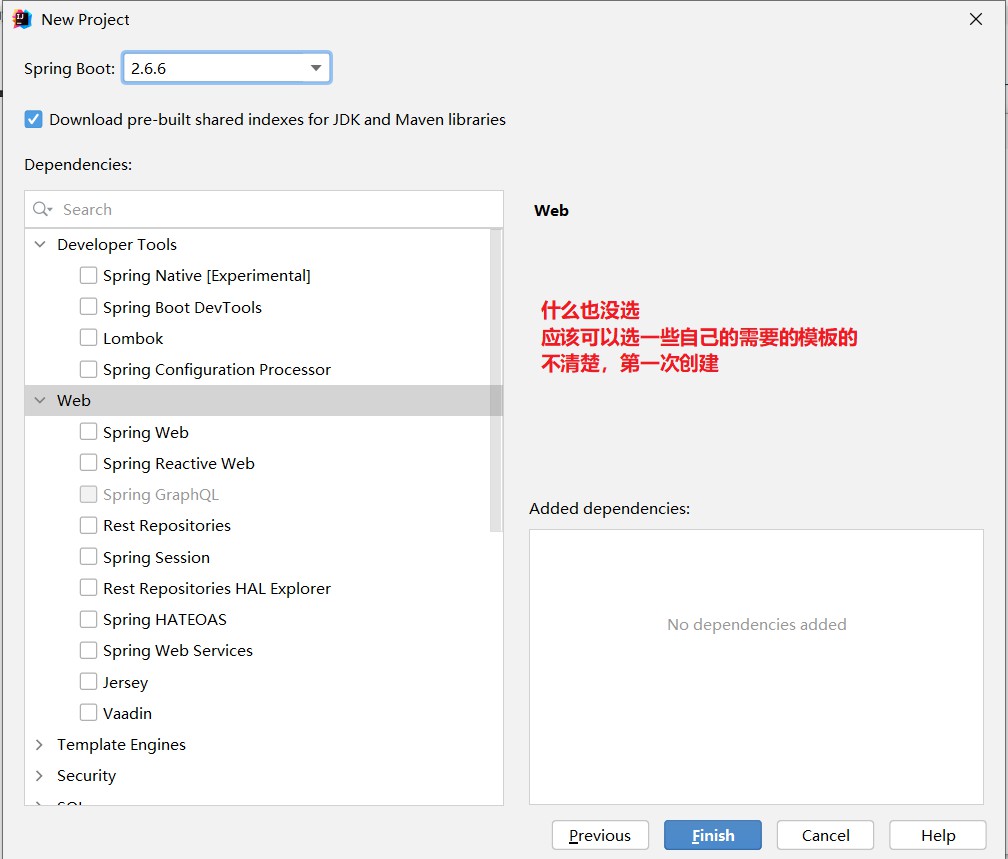 New Project
Spring Boot: 2.6.6
Download pre-built shared indexes for JDK and Maven libraries
Dependencies:
Search
Developer Tools
Spring Native [Experimental]
Spring Boot DevTools
Lombok
Spring Configuration Processor
Web
Spring Web
Spring Reactive Web
Spring GraphQL
Rest Repositories
Spring Session
Rest Repositories HAL Explorer
Spring HATEOAS
Spring Web Services
Jersey
Vaadin
Template Engines
Security
Web
什么也没选
应该可以选一些自己的需要的模板的
不清楚，第一次创建
Added dependencies:
No dependencies added
Previous
Finish
Cancel
Help